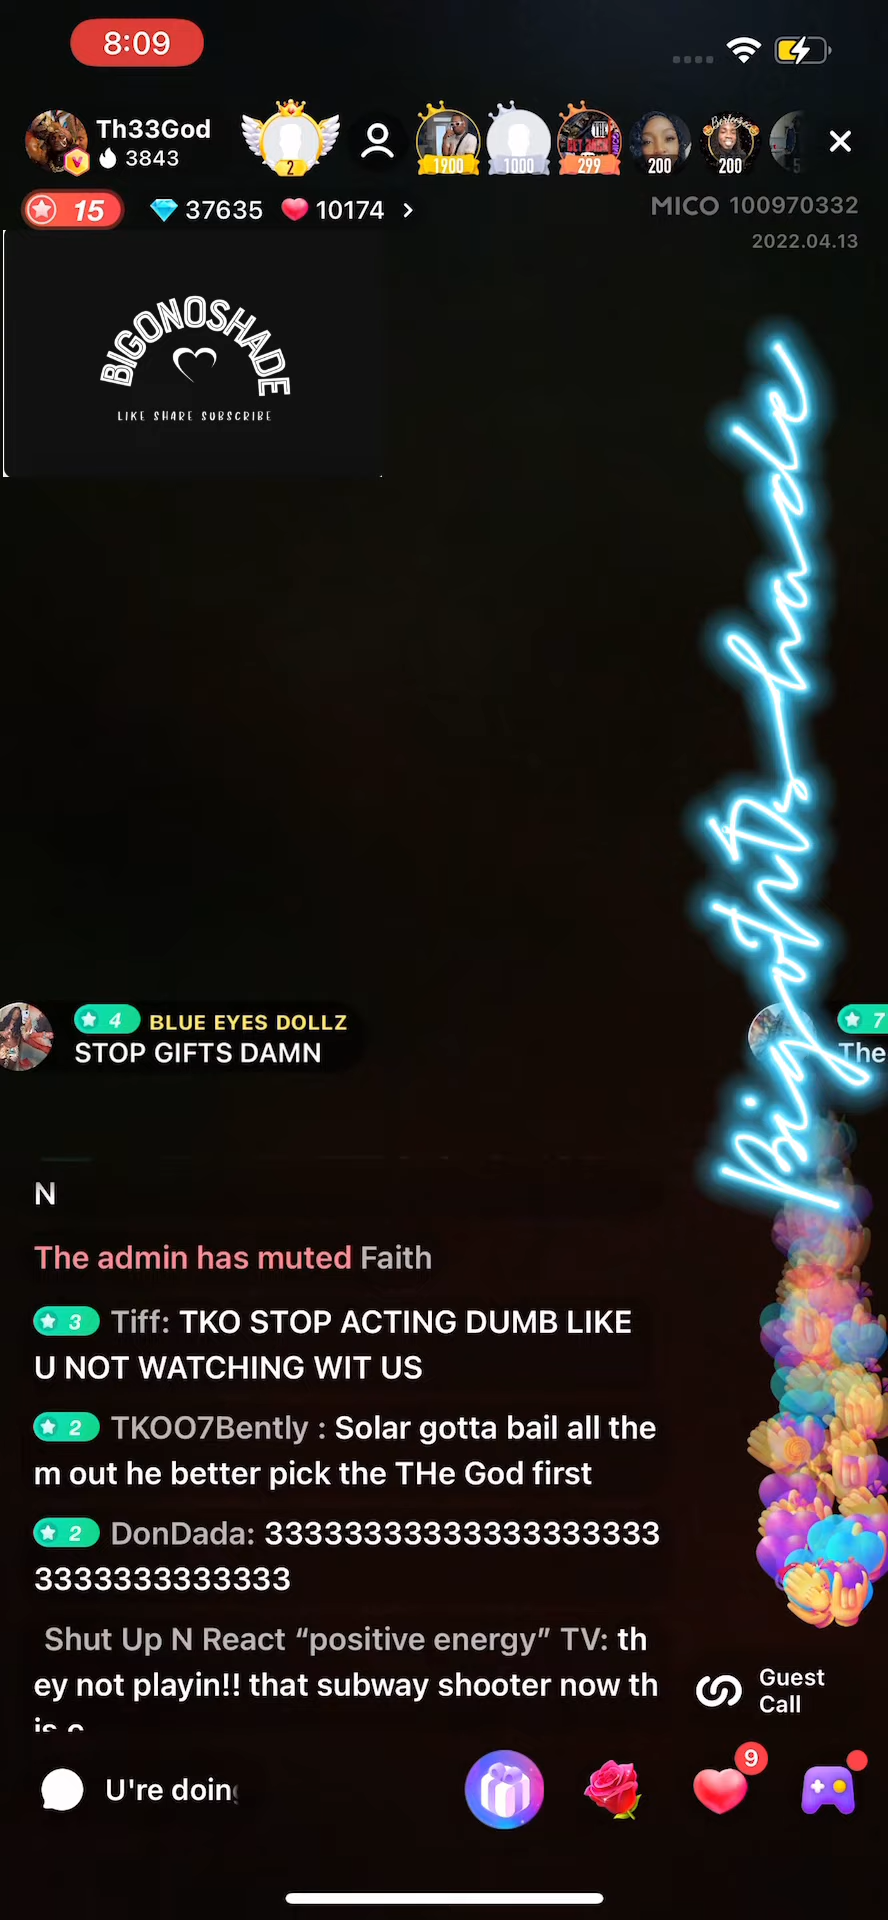 8:09
Th33God
3843
2
1900
1000
299
200
200
15
37635
10174
MICO 100970332
2022.04.13
BIGONOSHADE
LIKE SHARE SUBSCRIBE
4 BLUE EYES DOLLZ
STOP GIFTS DAMN
7
The
N
The admin has muted Faith
3 Tiff: TKO STOP ACTING DUMB LIKE
U NOT WATCHING WIT US
2 TKOO7Bently : Solar gotta bail all the
m out he better pick the THe God first
2 DonDada: 33333333333333333333
3333333333333
Shut Up N React “positive energy” TV: th
ey not playin!! that subway shooter now th
Guest
Call
9
U're doin